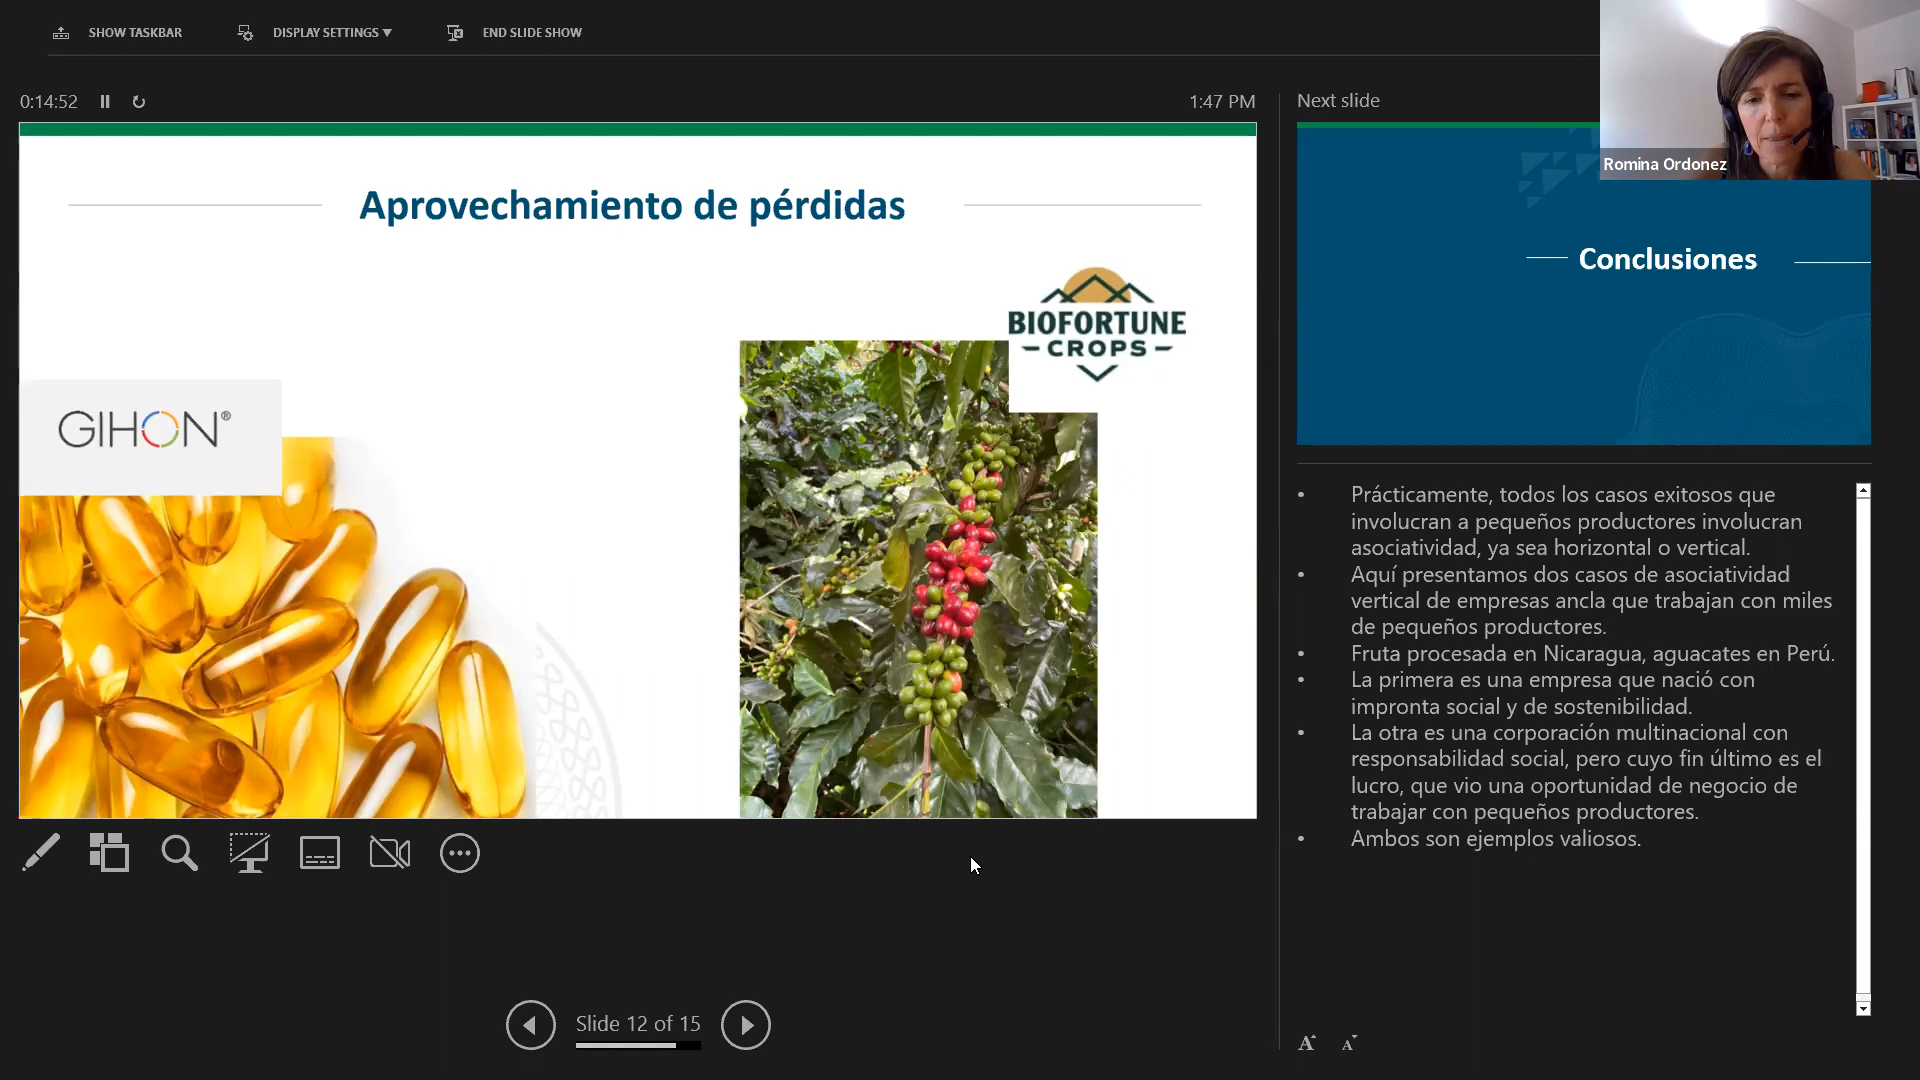 SHOW TASKBAR
DISPLAY SETTINGS ▼
END SLIDE SHOW
0:14:52
1:47 PM
Next slide
Romina Ordonez
Aprovechamiento de pérdidas
BIOFORTUNE
CROPS
GIHON®
Conclusiones
• Prácticamente, todos los casos exitosos que
involucran a pequeños productores involucran
asociatividad, ya sea horizontal o vertical.
• Aquí presentamos dos casos de asociatividad
vertical de empresas ancla que trabajan con miles
de pequeños productores.
• Fruta procesada en Nicaragua, aguacates en Perú.
• La primera es una empresa que nació con
impronta social y de sostenibilidad.
• La otra es una corporación multinacional con
responsabilidad social, pero cuyo fin último es el
lucro, que vio una oportunidad de negocio de
trabajar con pequeños productores.
• Ambos son ejemplos valiosos.
Slide 12 of 15
A A